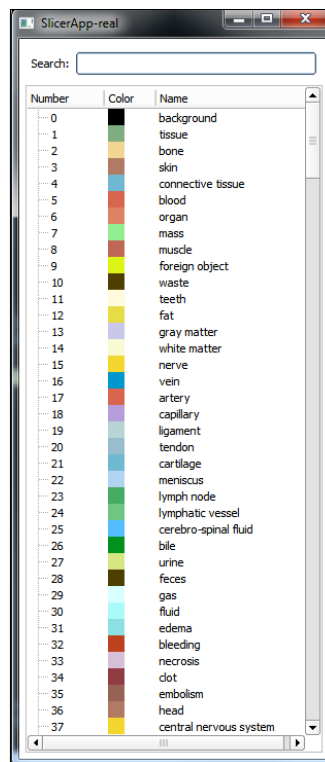 SlicerApp-real
Search:
Number Color Name
0 background
1 tissue
2 bone
3 skin
4 connective tissue
5 blood
6 organ
7 mass
8 muscle
9 foreign object
10 waste
11 teeth
12 fat
13 gray matter
14 white matter
15 nerve
16 vein
17 artery
18 capillary
19 ligament
20 tendon
21 cartilage
22 meniscus
23 lymph node
24 lymphatic vessel
25 cerebro-spinal fluid
26 bile
27 urine
28 feces
29 gas
30 fluid
31 edema
32 bleeding
33 necrosis
34 clot
35 embolism
36 head
37 central nervous system